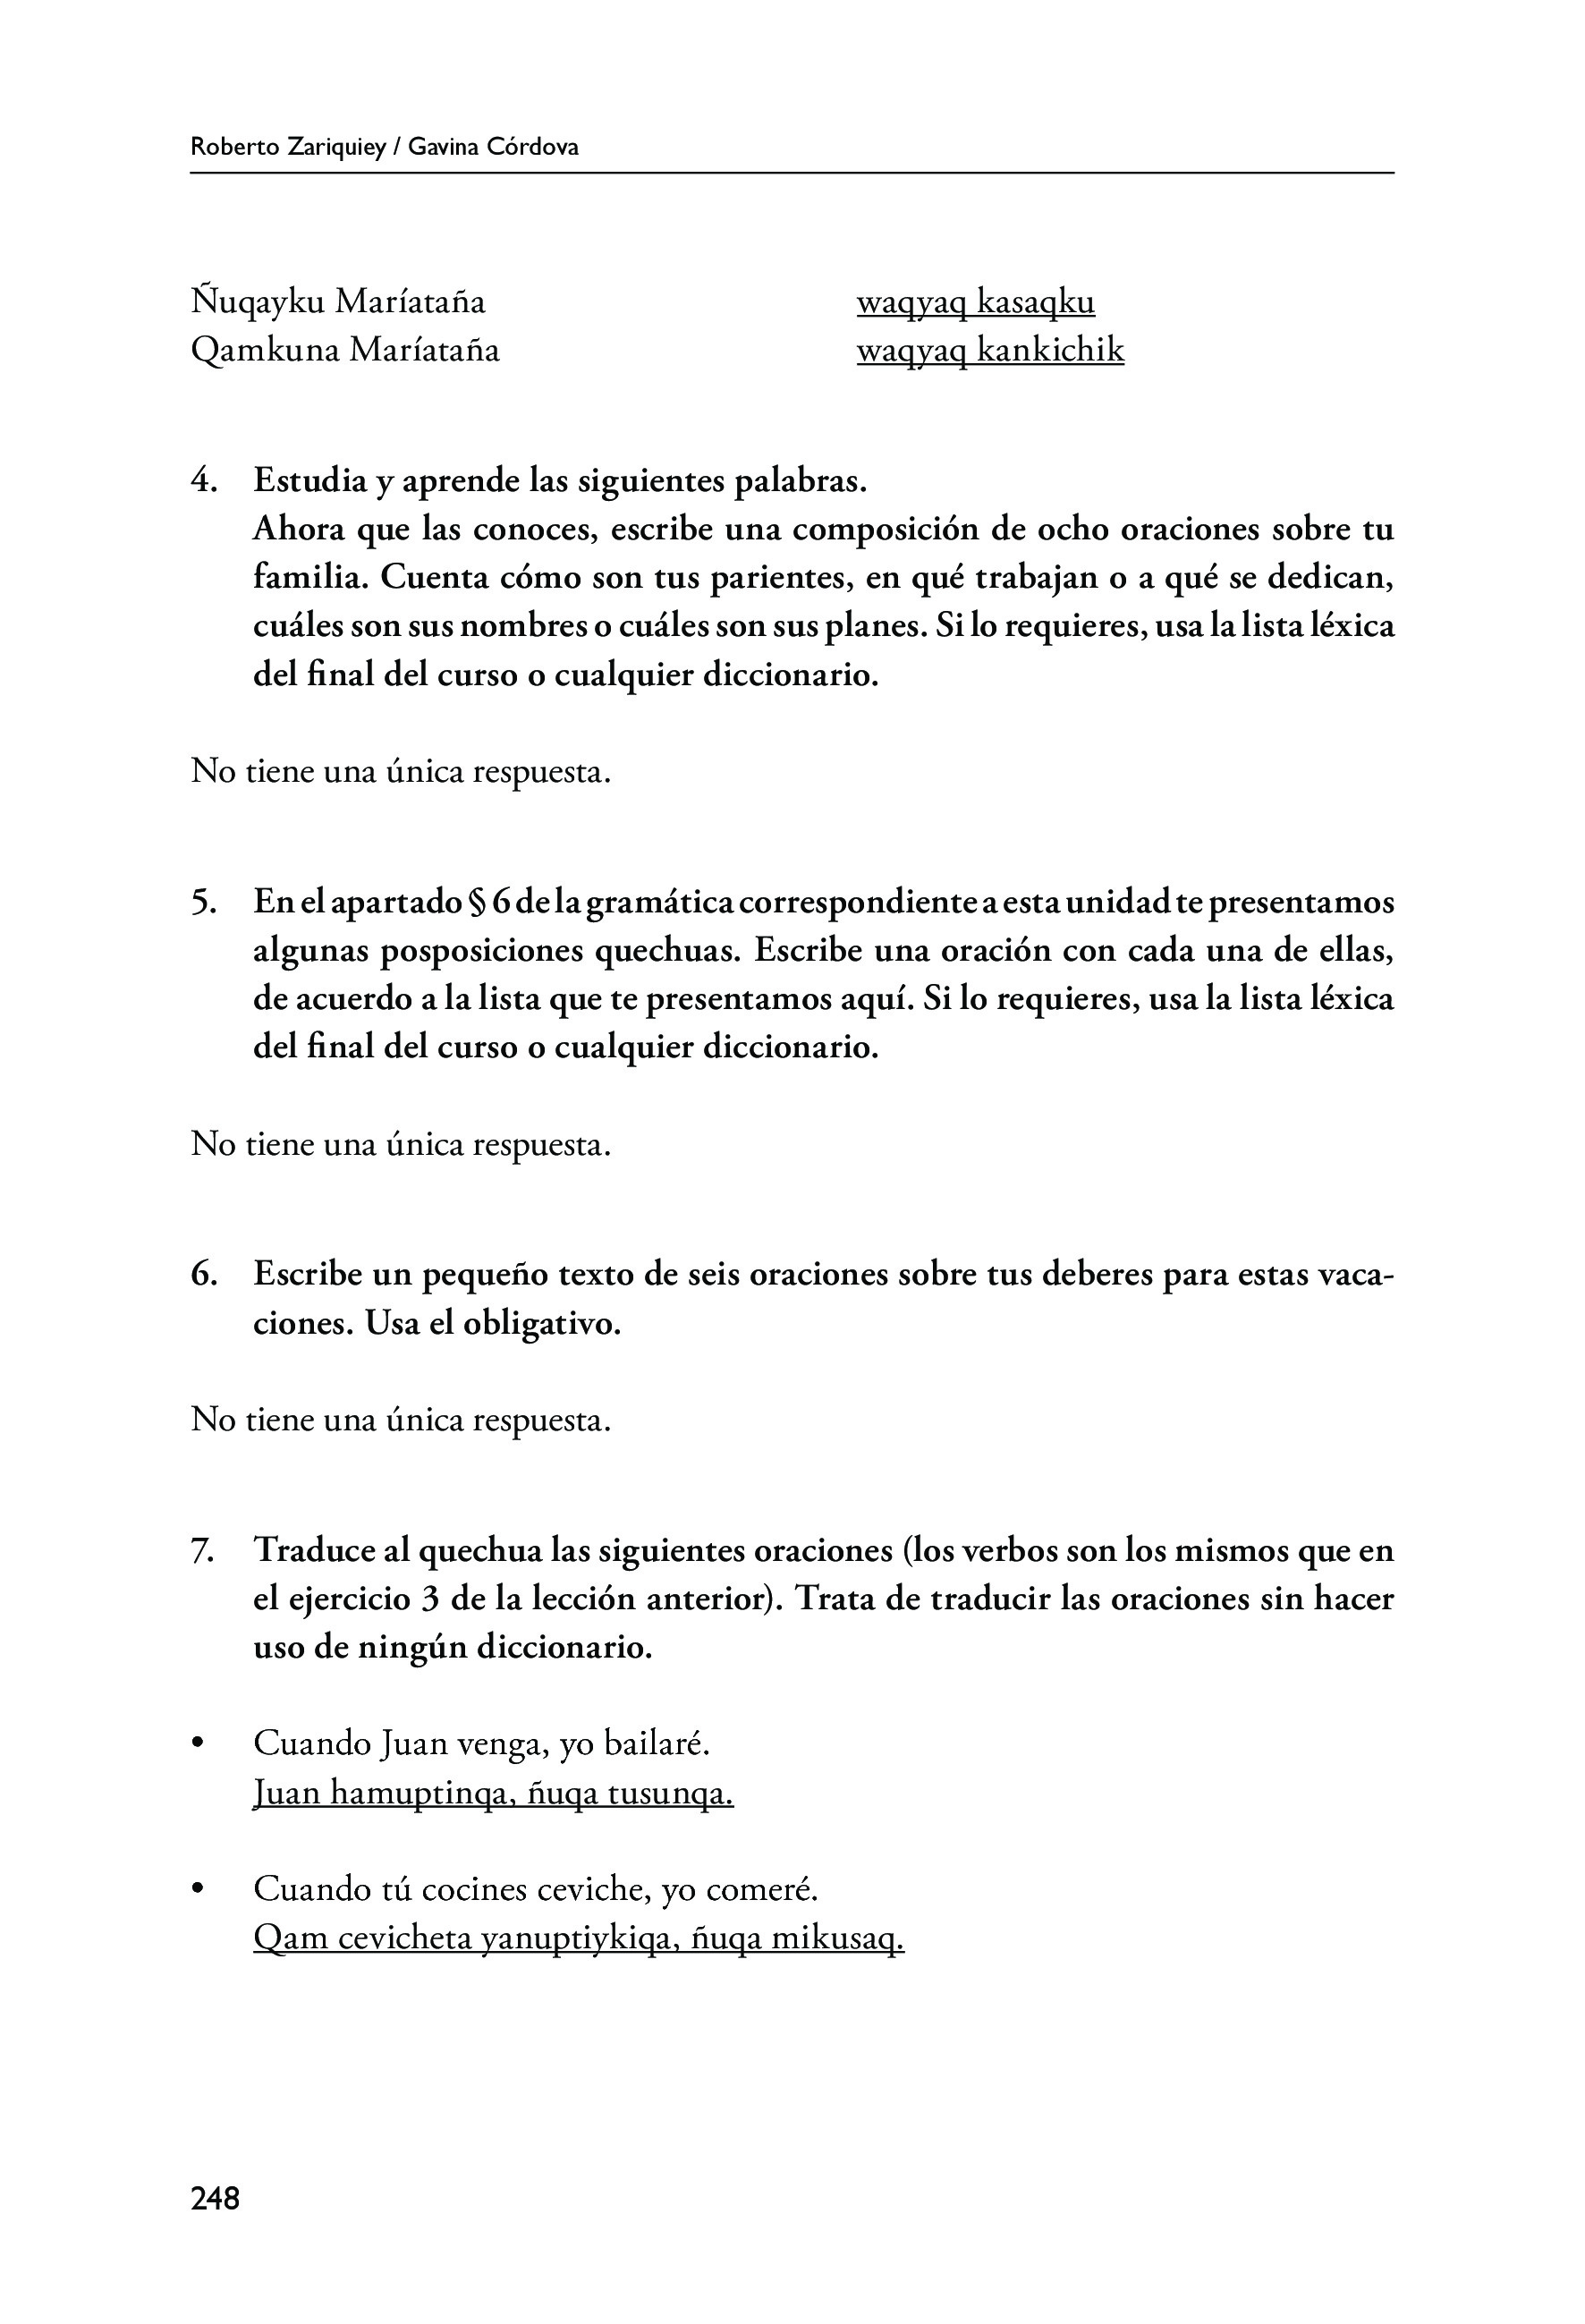 Roberto Zariquiey / Gavina Córdova
Ñuqayku Maríataña waqyaq kasaqku
Qamkuna Maríataña waqyaq kankichik
4. Estudia y aprende las siguientes palabras.
Ahora que las conoces, escribe una composición de ocho oraciones sobre tu
familia. Cuenta cómo son tus parientes, en qué trabajan o a qué se dedican,
cuáles son sus nombres o cuáles son sus planes. Si lo requieres, usa la lista léxica
del final del curso o cualquier diccionario.
No tiene una única respuesta.
5. En el apartado § 6 de la gramática correspondiente a esta unidad te presentamos
algunas posposiciones quechuas. Escribe una oración con cada una de ellas,
de acuerdo a la lista que te presentamos aquí. Si lo requieres, usa la lista léxica
del final del curso o cualquier diccionario.
No tiene una única respuesta.
6. Escribe un pequeño texto de seis oraciones sobre tus deberes para estas vaca-
ciones. Usa el obligativo.
No tiene una única respuesta.
7. Traduce al quechua las siguientes oraciones (los verbos son los mismos que en
el ejercicio 3 de la lección anterior). Trata de traducir las oraciones sin hacer
uso de ningún diccionario.
• Cuando Juan venga, yo bailaré.
Juan hamuptinqa, ñuqa tusunqa.
• Cuando tú cocines ceviche, yo comeré.
Qam cevicheta yanuptiykiqa, ñuqa mikusaq.
248